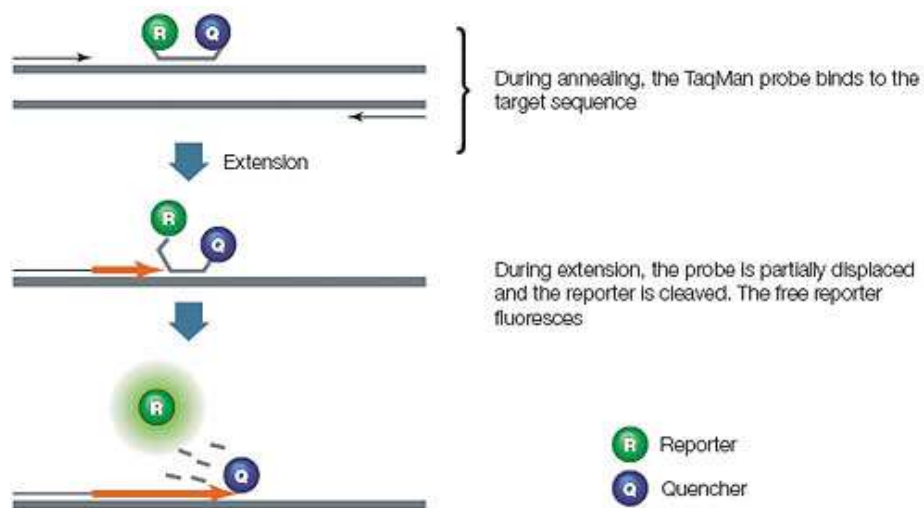 R Q
During annealing, the TaqMan probe binds to the
target sequence
Extension
R
Q
During extension, the probe is partially displaced
and the reporter is cleaved. The free reporter
fluoresces
R
R Reporter
Q
Q Quencher